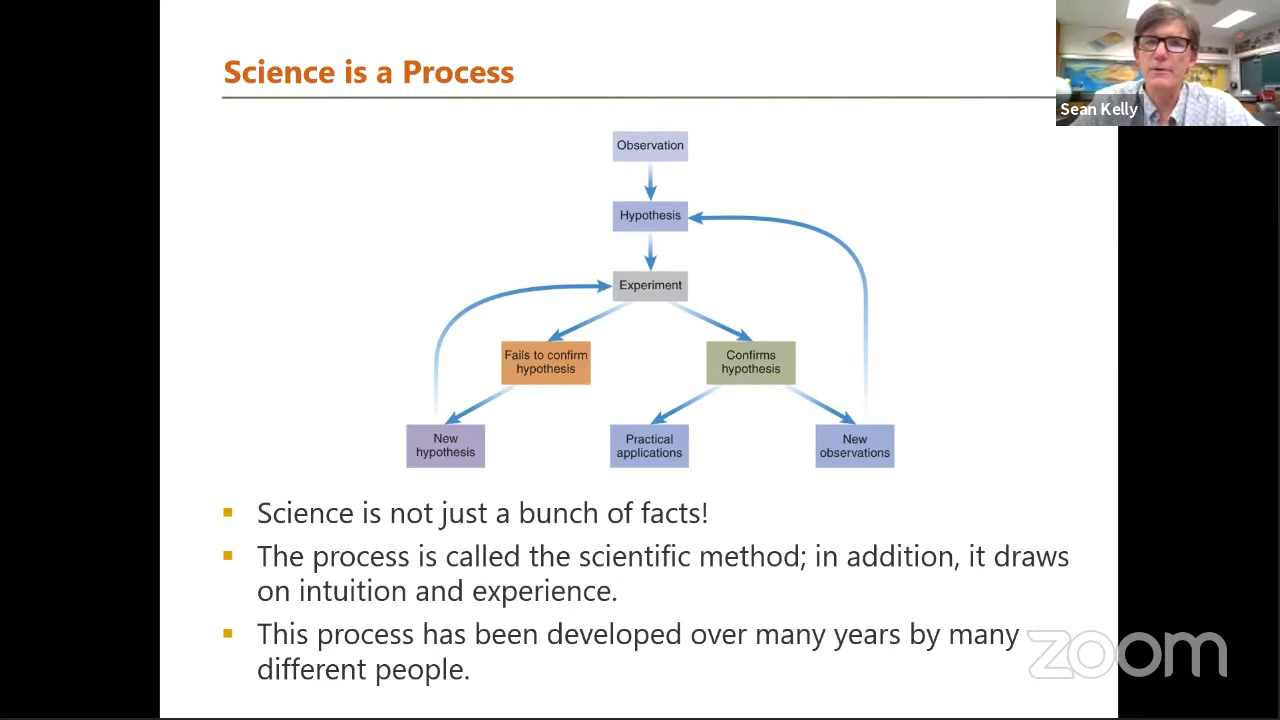 Science is a Process
Sean Kelly
Observation
Hypothesis
Experiment
Fails to confirm
hypothesis
Confirms
hypothesis
New
hypothesis
Practical
applications
New
observations
Science is not just a bunch of facts!
The process is called the scientific method; in addition, it draws
on intuition and experience.
This process has been developed over many years by many
different people.
zoom